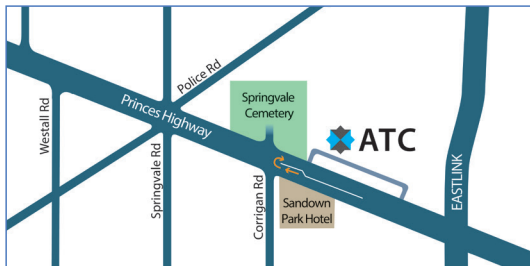 Police Rd
Westall Rd
Princes Highway
Springvale
Cemetery
ATC
Springvale Rd
Corrigan Rd
Sandown
Park Hotel
EASTLINK